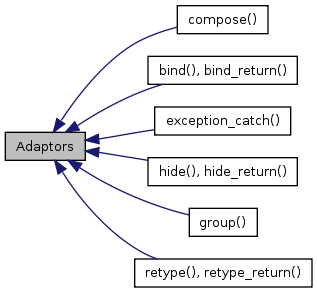 compose()
bind(), bind_return()
exception_catch()
Adaptors
hide(), hide_return()
group()
retype(), retype_return()